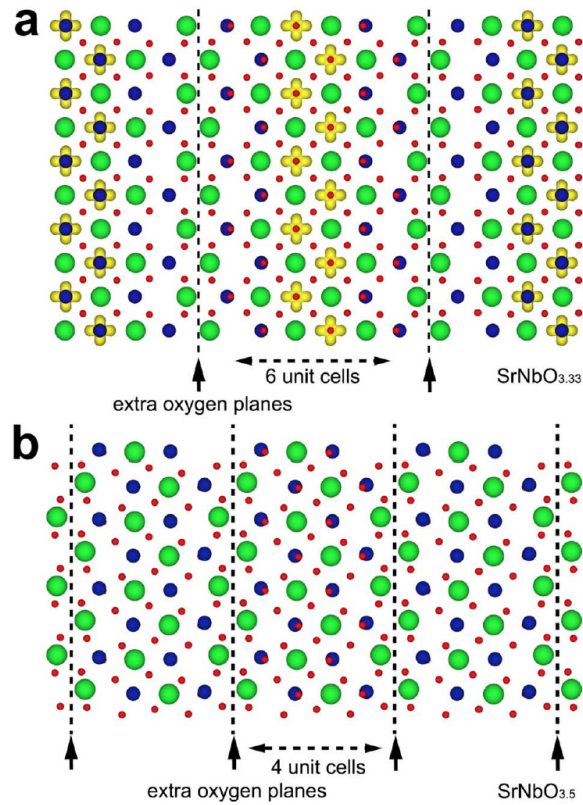 a
6 unit cells
SrNbO3.33
extra oxygen planes
b
4 unit cells
extra oxygen planes
SrNbO3.5